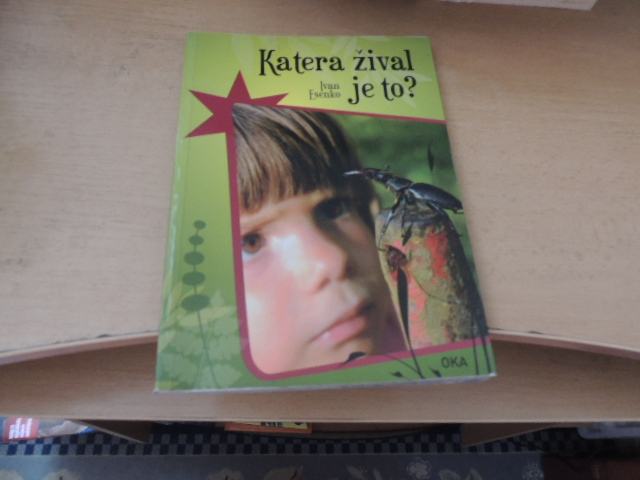 Katera žival
je to?
Ivan
Esenko
OKA